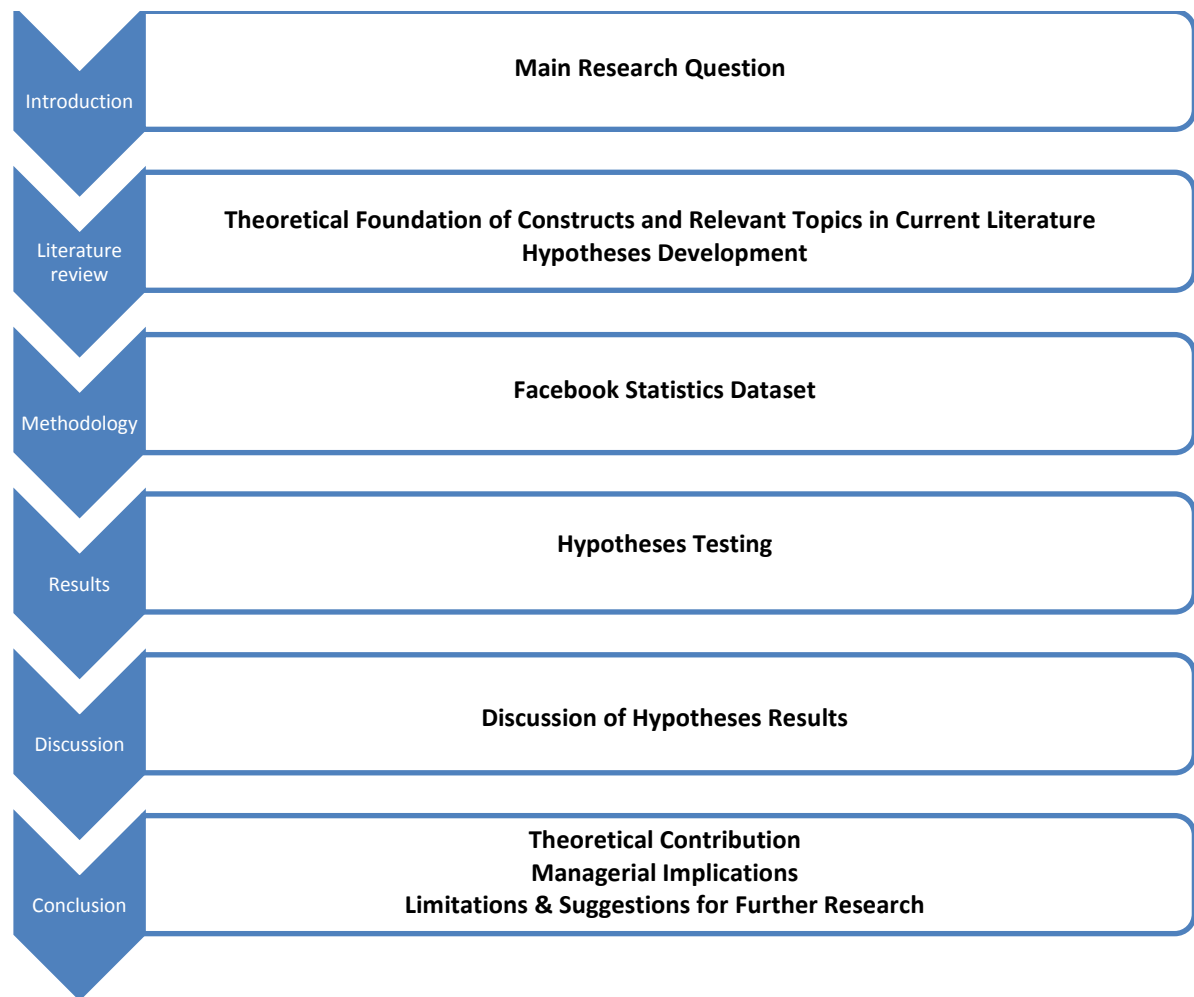 Introduction
Main Research Question
Literature
review
Theoretical Foundation of Constructs and Relevant Topics in Current Literature
Hypotheses Development
Methodology
Facebook Statistics Dataset
Results
Hypotheses Testing
Discussion
Discussion of Hypotheses Results
Conclusion
Theoretical Contribution
Managerial Implications
Limitations & Suggestions for Further Research